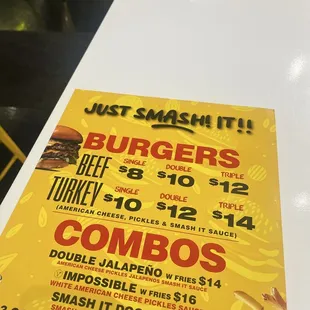 JUST SMASH! IT!!
BURGERS
SINGLE DOUBLE TRIPLE
BEEF $8 $10 $12
SINGLE DOUBLE TRIPLE
TURKEY $10 $12 $14
(AMERICAN CHEESE, PICKLES & SMASH IT SAUCE)
COMBOS
DOUBLE JALAPEÑO W FRIES $14
AMERICAN CHEESE PICKLES JALAPENOS SMASH IT SAUCE
IMPOSSIBLE W FRIES $16
WHITE AMERICAN CHEESE PICKLES
SMASH IT